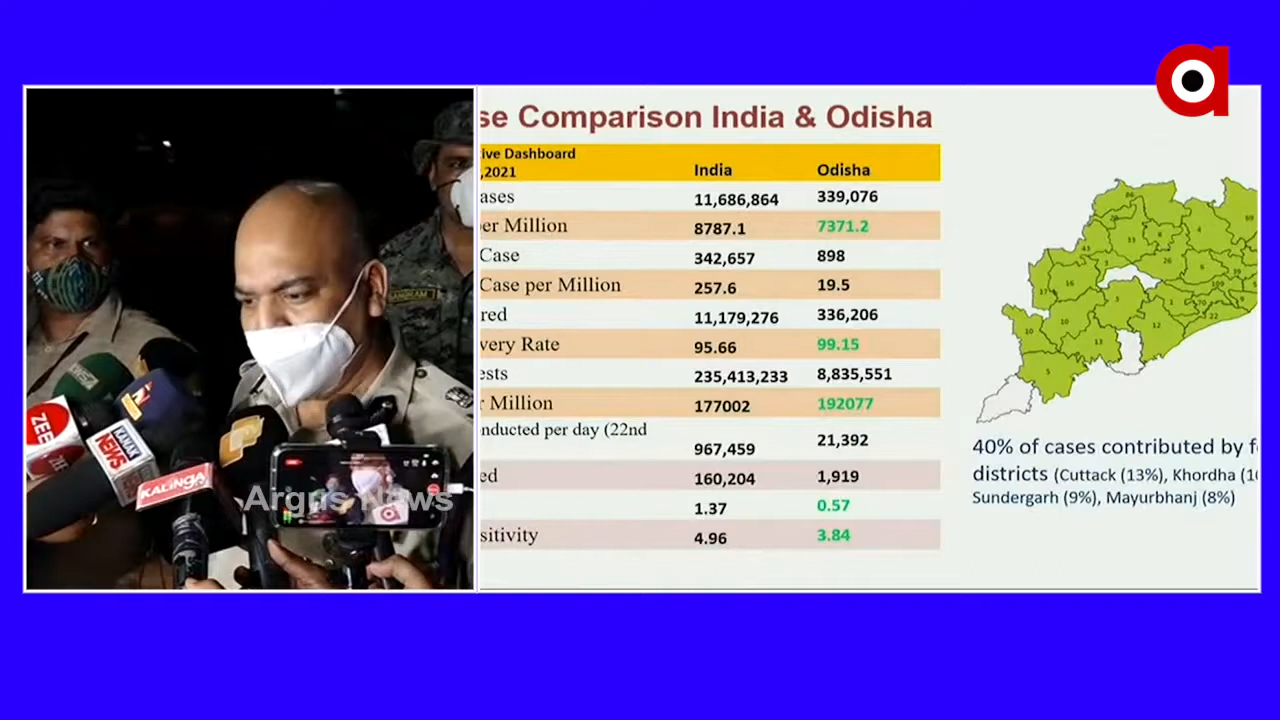 se Comparison India & Odisha
tive Dashboard
,2021 India Odisha
ases 11,686,864 339,076
per Million 8787.1 7371.2
Case 342,657 898
Case per Million 257.6 19.5
red 11,179,276 336,206
very Rate 95.66 99.15
ests 235,413,233 8,835,551
r Million 177002 192077
nducted per day (22nd
967,459 21,392
ed 160,204 1,919
1.37 0.57
sitivity 4.96 3.84
40% of cases contributed by f
districts (Cuttack (13%), Khordha (1
Sundergarh (9%), Mayurbhanj (8%)
ZEE
KANAK
NEWS
KALINGA
Argus News